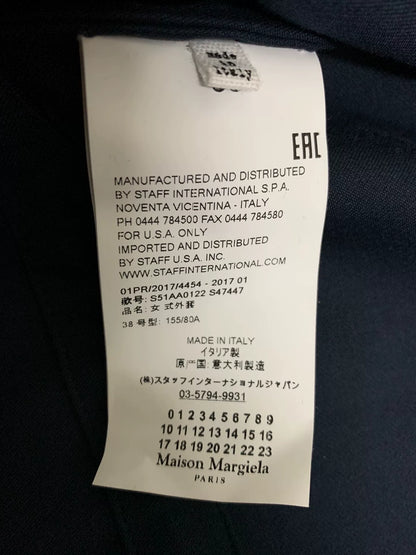 EAC
MANUFACTURED AND DISTRIBUTED
BY STAFF INTERNATIONAL S.P.A.
NOVENTA VICENTINA - ITALY
PH 0444 784500 FAX 0444 784580
FOR U.S.A. ONLY
IMPORTED AND DISTRIBUTED
BY STAFF U.S.A. INC.
WWW.STAFFINTERNATIONAL.COM
01PR/2017/4454 - 2017 01
款号: S51AA0122 S47447
品名: 女 式外套
38 号型: 155/80A
MADE IN ITALY
イタリア製
原产国: 意大利製造
(株)スタッフインターナショナルジャパン
03-5794-9931
0 1 2 3 4 5 6 7 8 9
10 11 12 13 14 15 16
17 18 19 20 21 22 23
Maison Margiela
PARIS